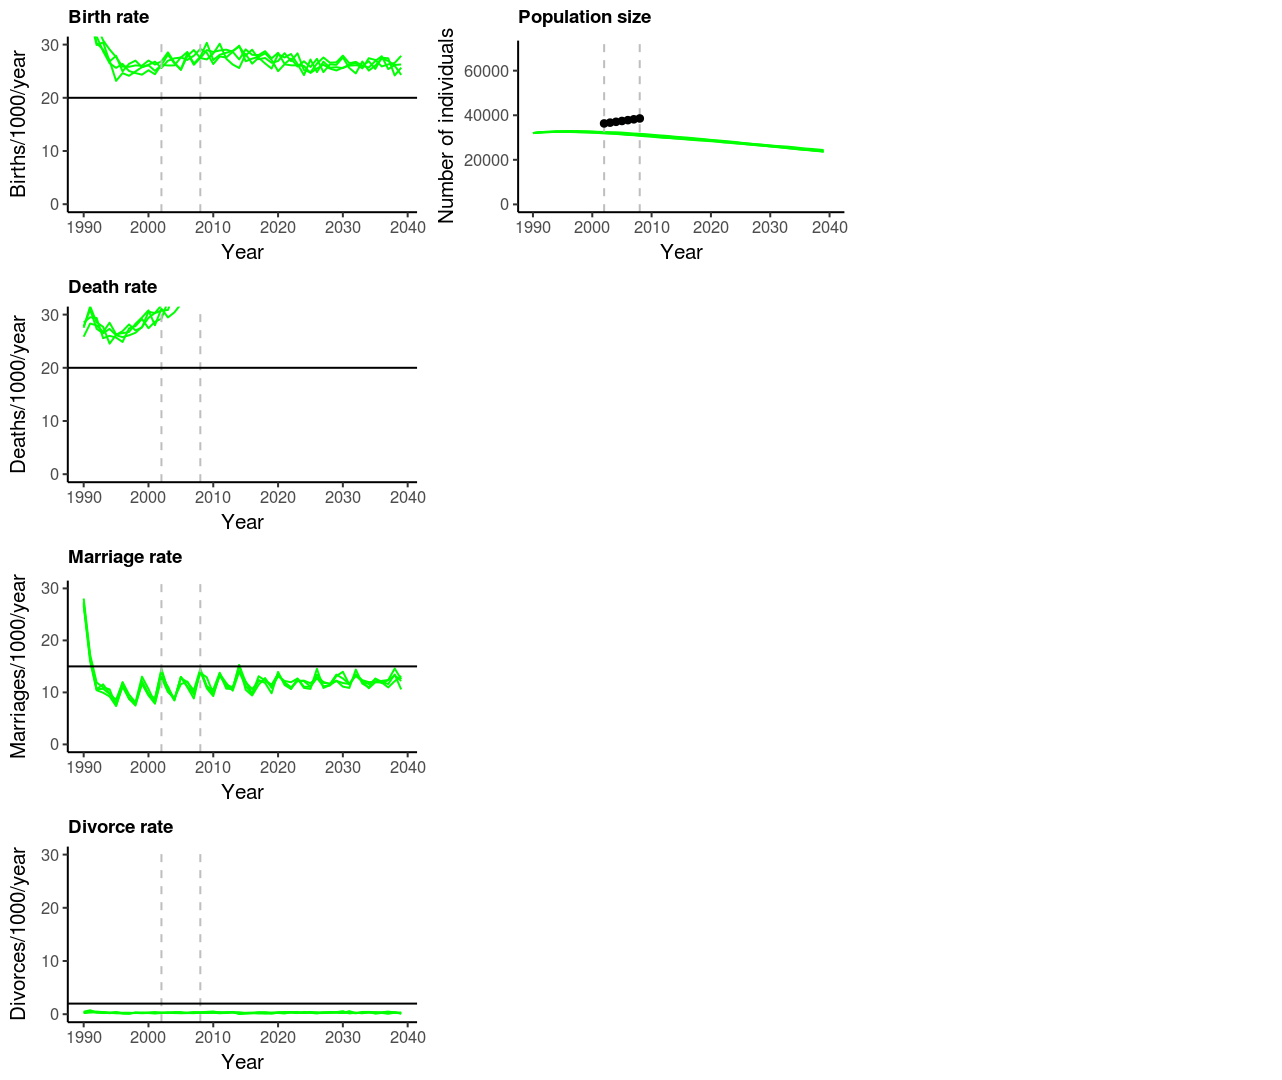 Birth rate
Births/1000/year
30
20
10
0
1990 2000 2010 2020 2030 2040
Year
Population size
Number of individuals
60000
40000
20000
0
1990 2000 2010 2020 2030 2040
Year
Death rate
Deaths/1000/year
30
20
10
0
1990 2000 2010 2020 2030 2040
Year
Marriage rate
Marriages/1000/year
30
20
10
0
1990 2000 2010 2020 2030 2040
Year
Divorce rate
Divorces/1000/year
30
20
10
0
1990 2000 2010 2020 2030 2040
Year